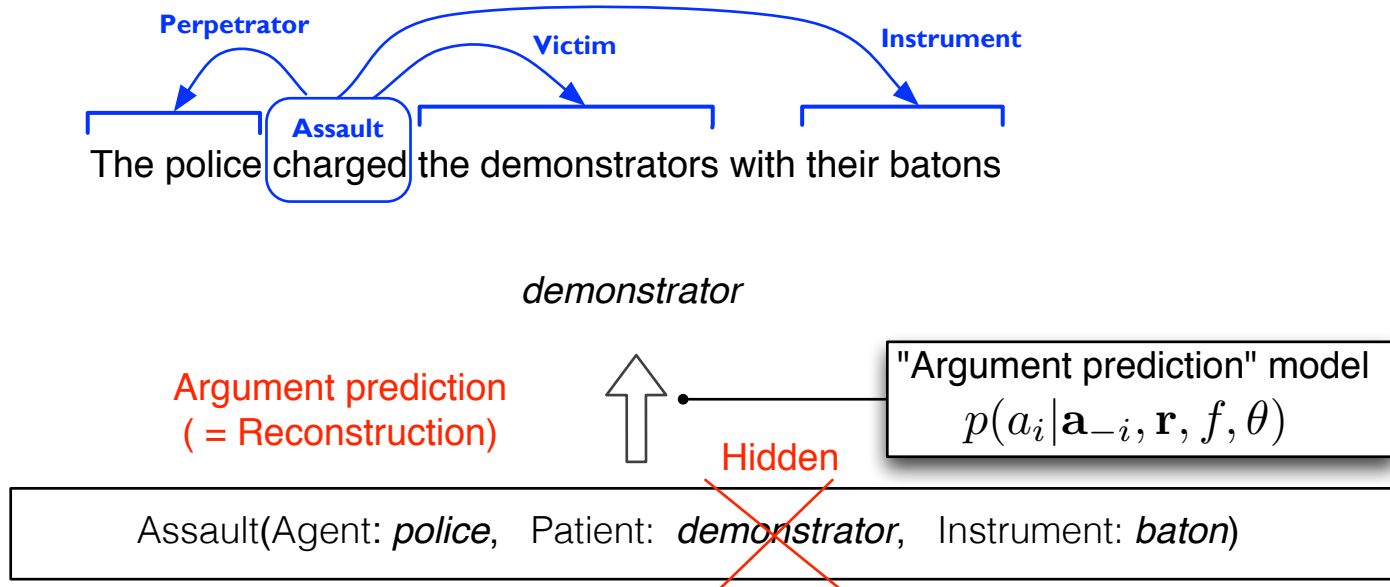 Perpetrator
Victim
Instrument
Assault
The police charged the demonstrators with their batons
demonstrator
Argument prediction
( = Reconstruction)
"Argument prediction" model
p(a_i|a_{-i}, r, f, θ)
Hidden
Assault(Agent: police, Patient: demonstrator, Instrument: baton)